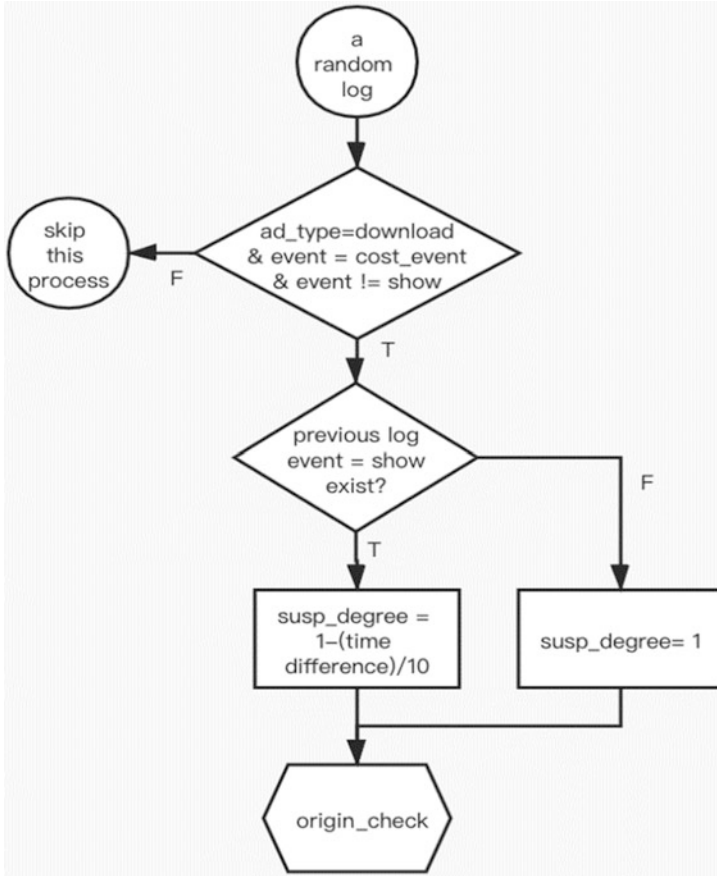 a
random
log
ad_type=download
& event = cost_event
& event != show
skip
this
process
F
T
previous log
event = show
exist?
F
T
susp_degree =
1–(time
difference)/10
susp_degree= 1
origin_check